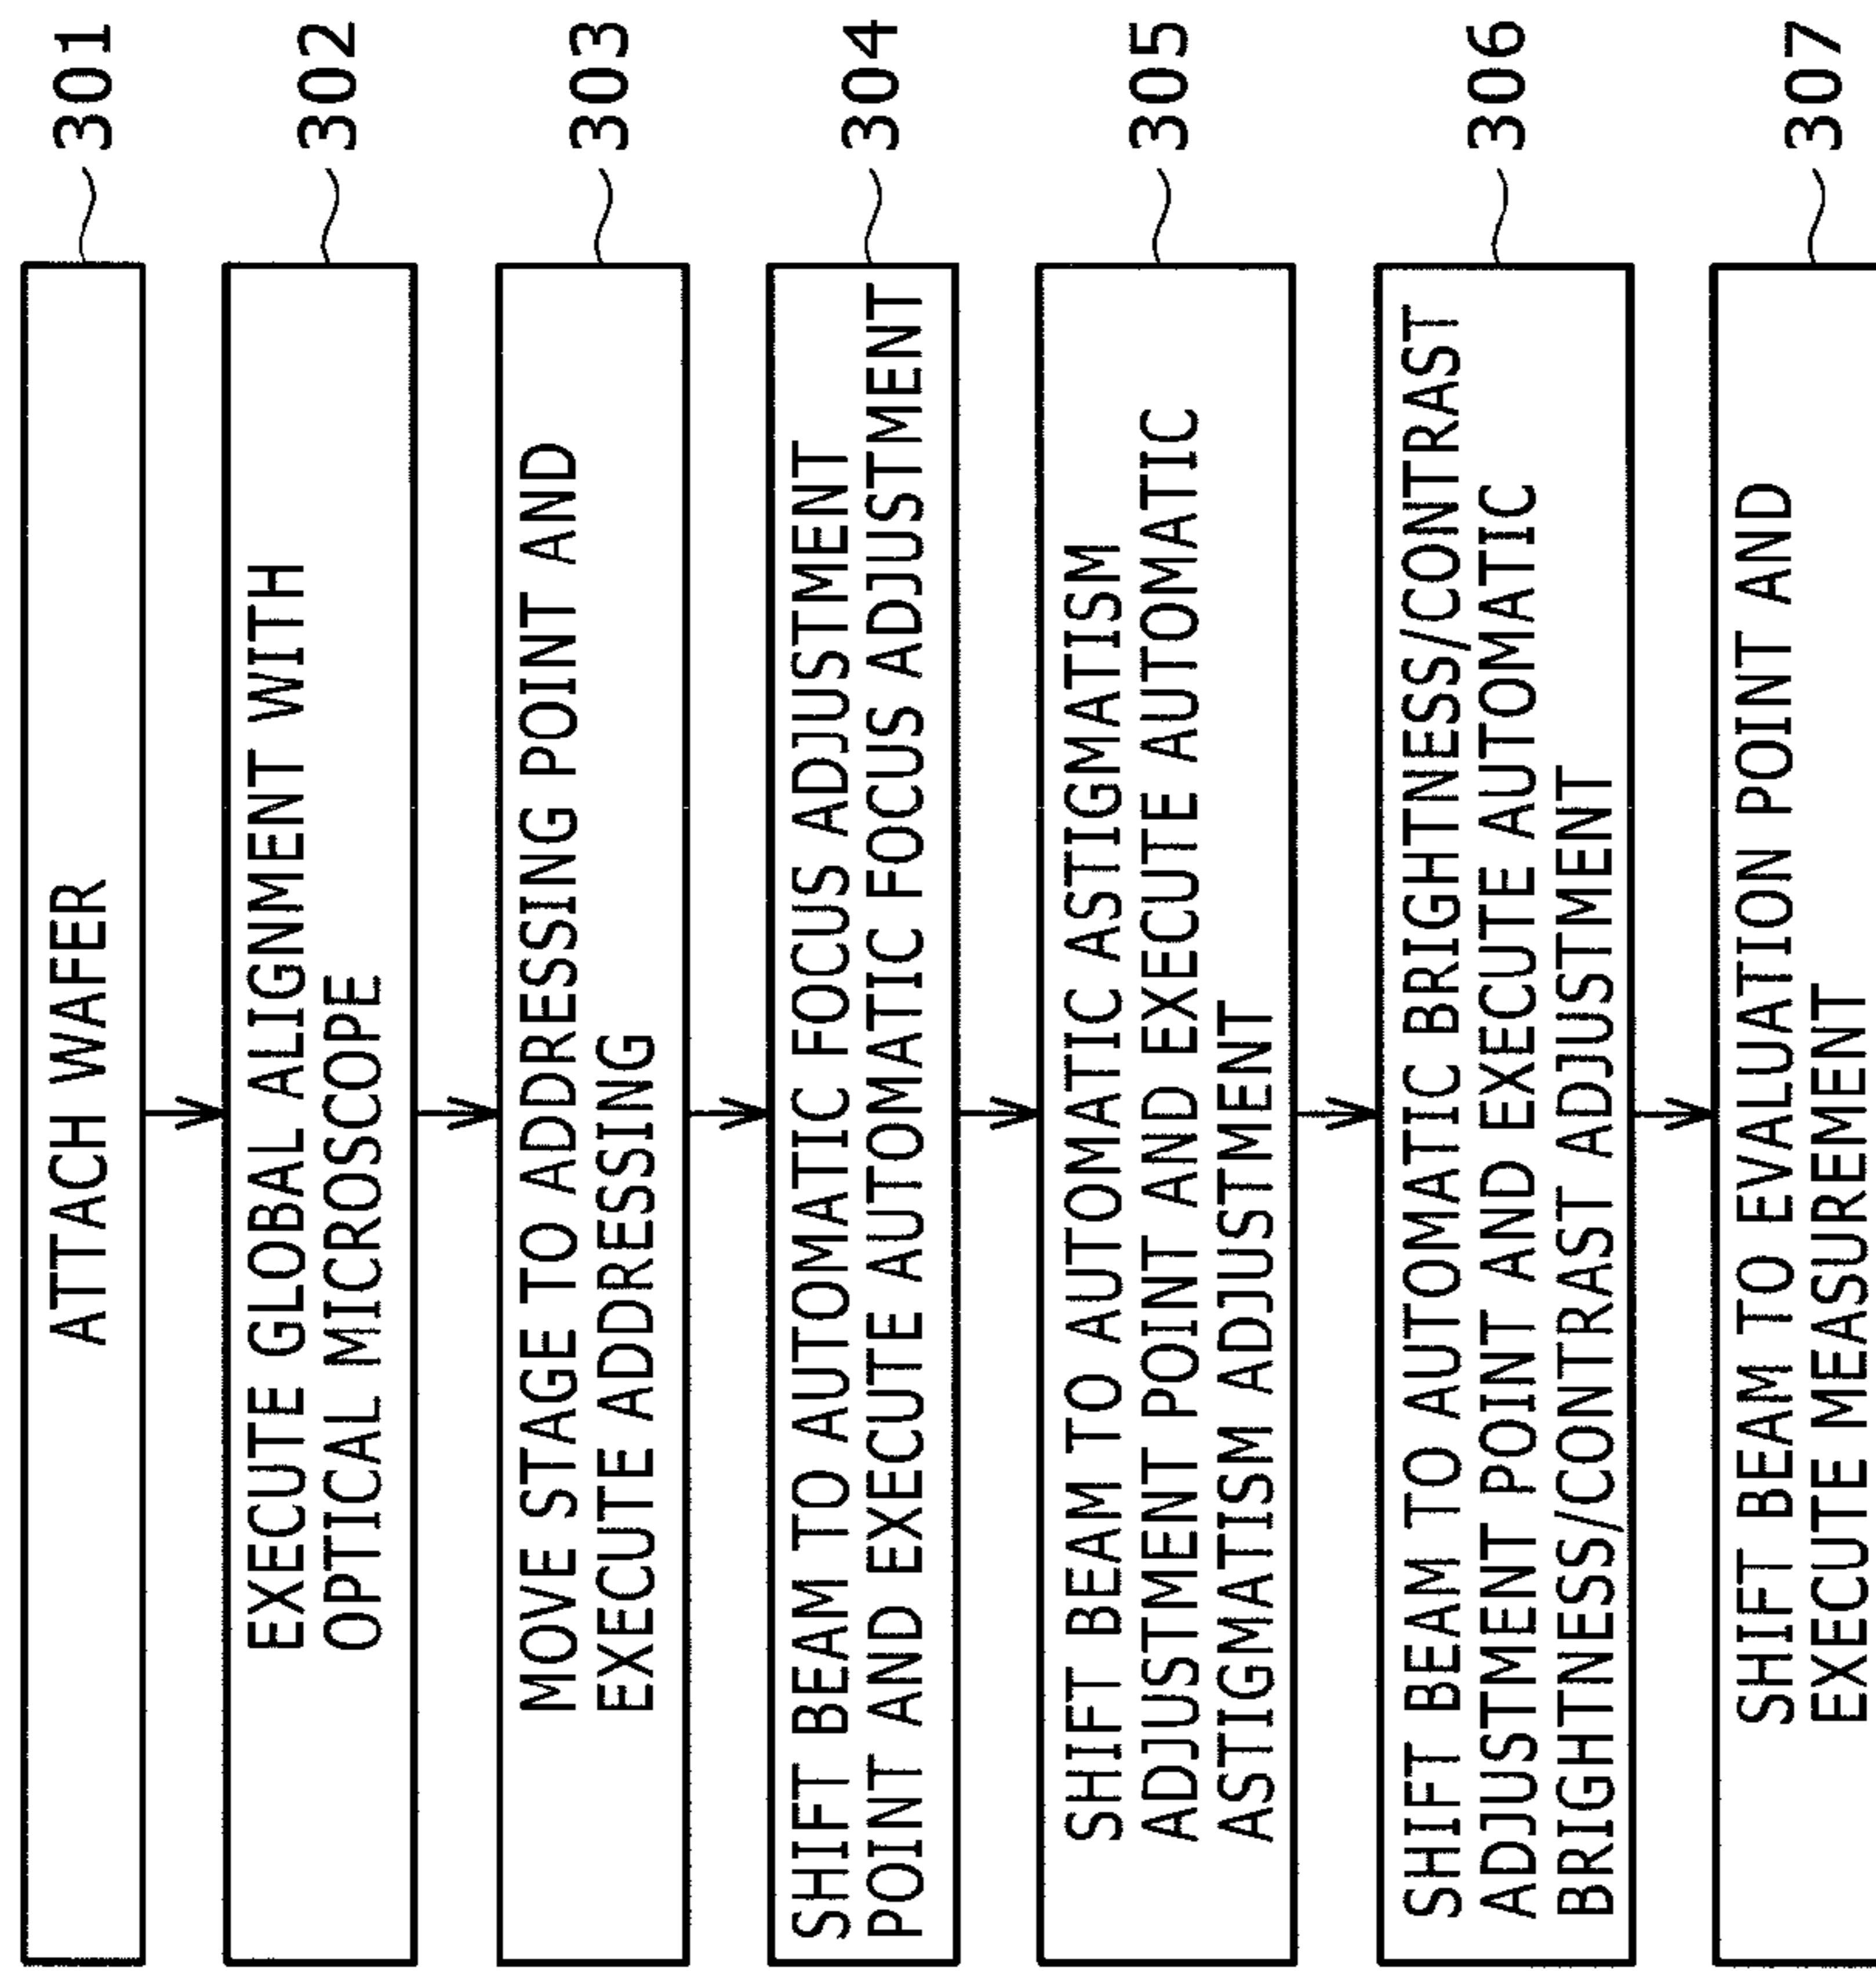 ATTACH WAFER
301
EXECUTE GLOBAL ALIGNMENT WITH
OPTICAL MICROSCOPE
302
MOVE STAGE TO ADDRESSING POINT AND
EXECUTE ADDRESSING
303
SHIFT BEAM TO AUTOMATIC FOCUS ADJUSTMENT
POINT AND EXECUTE AUTOMATIC FOCUS ADJUSTMENT
304
SHIFT BEAM TO AUTOMATIC ASTIGMATISM
ADJUSTMENT POINT AND EXECUTE AUTOMATIC
ASTIGMATISM ADJUSTMENT
305
SHIFT BEAM TO AUTOMATIC BRIGHTNESS/CONTRAST
ADJUSTMENT POINT AND EXECUTE AUTOMATIC
BRIGHTNESS/CONTRAST ADJUSTMENT
306
SHIFT BEAM TO EVALUATION POINT AND
EXECUTE MEASUREMENT
307